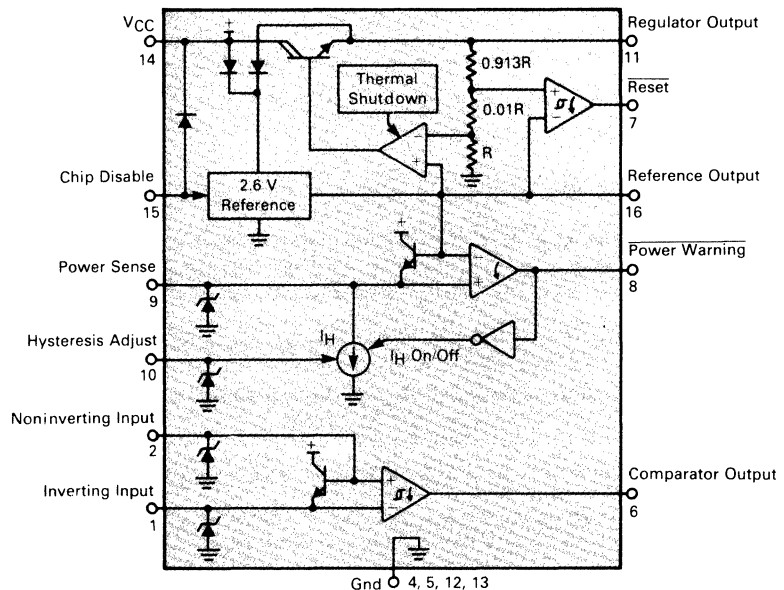 VCC
14
Regulator Output
11
0.913R
Thermal
Shutdown
Reset
7
0.01R
+
−
−
+
R
Chip Disable
15
2.6 V
Reference
Reference Output
16
+
Power Sense
9
−
+
Power Warning
8
Hysteresis Adjust
10
IH
IH On/Off
Noninverting Input
2
+
+
−
Comparator Output
6
Inverting Input
1
Gnd
4, 5, 12, 13